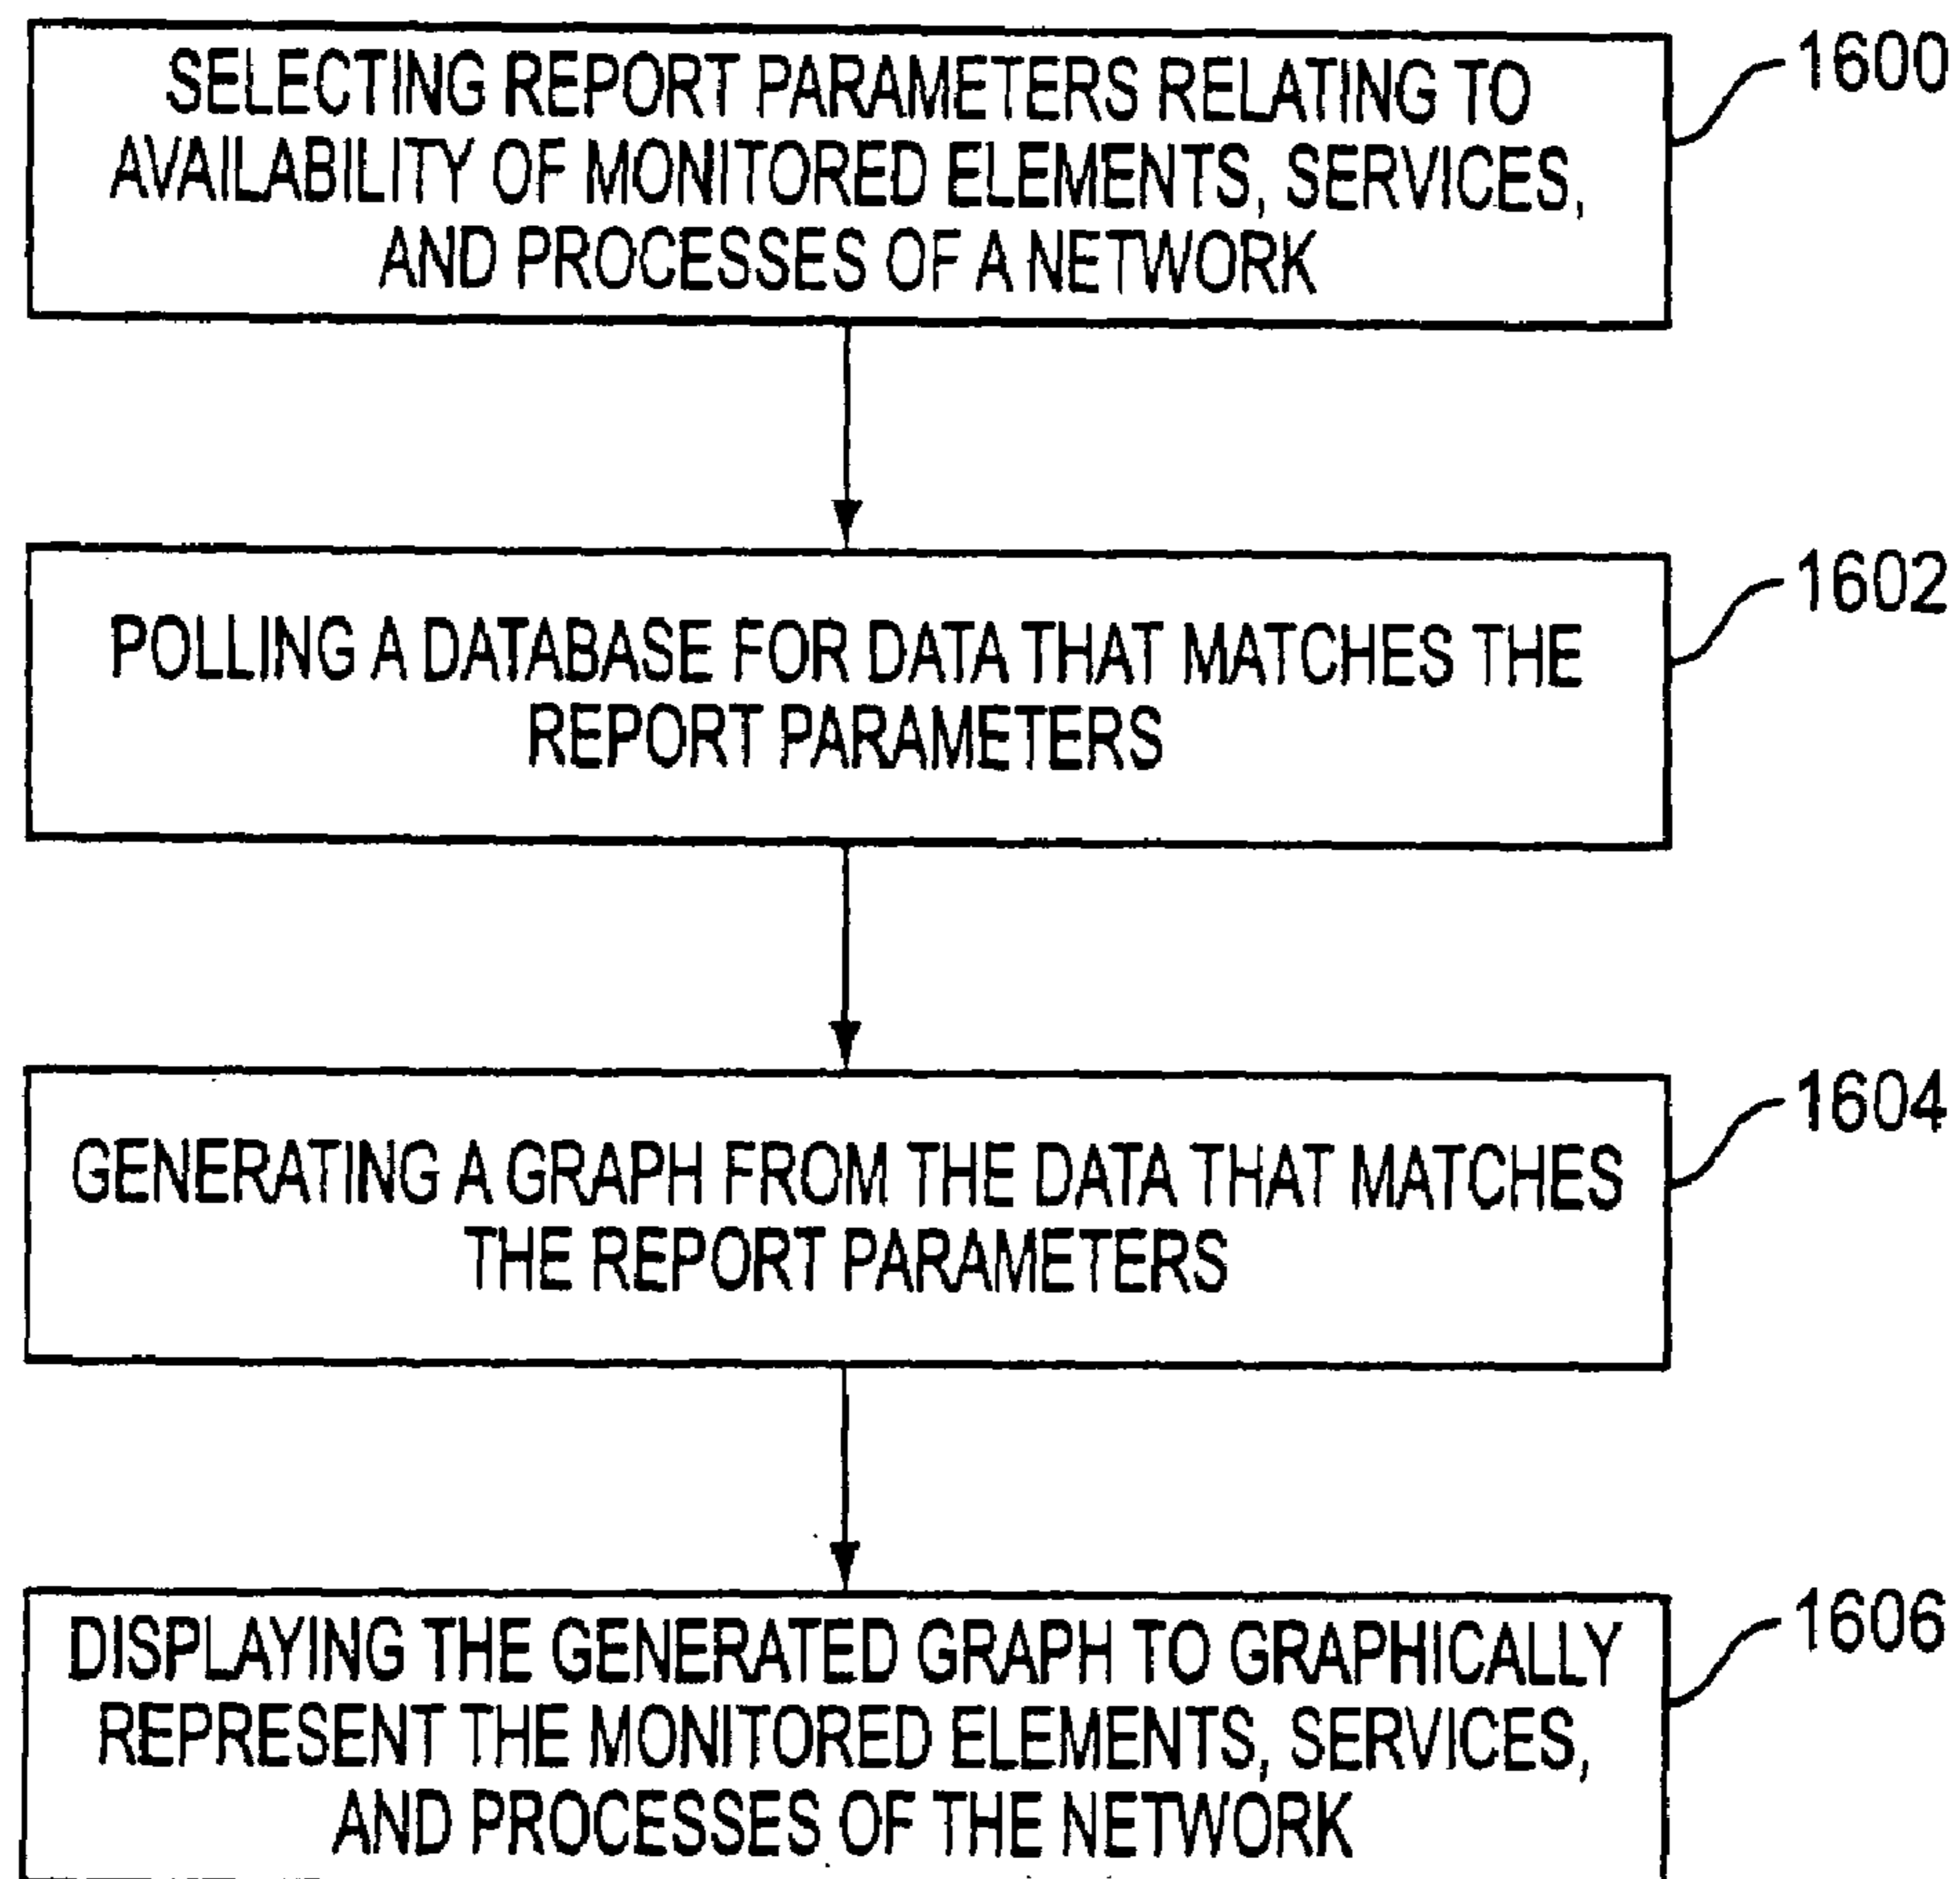 SELECTING REPORT PARAMETERS RELATING TO
AVAILABILITY OF MONITORED ELEMENTS, SERVICES,
AND PROCESSES OF A NETWORK
1600
POLLING A DATABASE FOR DATA THAT MATCHES THE
REPORT PARAMETERS
1602
GENERATING A GRAPH FROM THE DATA THAT MATCHES
THE REPORT PARAMETERS
1604
DISPLAYING THE GENERATED GRAPH TO GRAPHICALLY
REPRESENT THE MONITORED ELEMENTS, SERVICES,
AND PROCESSES OF THE NETWORK
1606